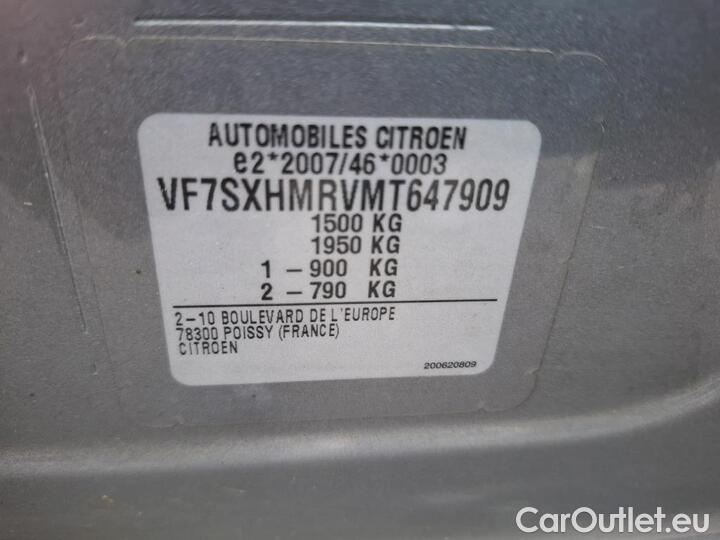 AUTOMOBILES CITROEN
e2*2007/46*0003
VF7SXHMRVMT647909
1500 KG
1950 KG
1 - 900 KG
2 - 790 KG
2-10 BOULEVARD DE L'EUROPE
78300 POISSY (FRANCE)
CITROEN
200620809
CarOutlet.eu